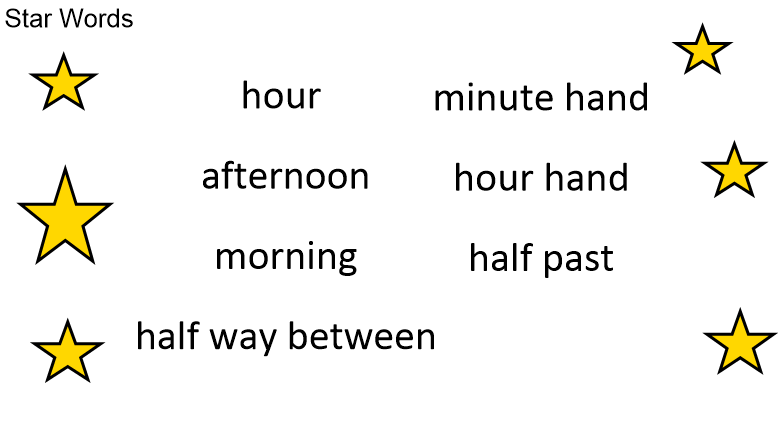 Star Words
hour
minute hand
afternoon
hour hand
morning
half past
half way between